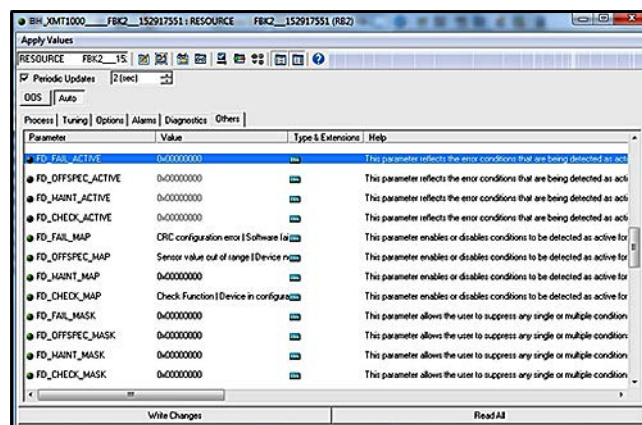 BH_XMT1000____FBK2__152917551 : RESOURCE FBK2__152917551 (RB2)
Apply Values
RESOURCE FBK2__15:
Periodic Updates 2 (sec)
OOS Auto
Process Tuning Options Alarms Diagnostics Others
Parameter Value Type & Extensions Help
FD_FAIL_ACTIVE 0x00000000 This parameter reflects the error conditions that are being detected as acti
FD_OFFSPEC_ACTIVE 0x00000000 This parameter reflects the error conditions that are being detected as acti
FD_MAINT_ACTIVE 0x00000000 This parameter reflects the error conditions that are being detected as acti
FD_CHECK_ACTIVE 0x00000000 This parameter reflects the error conditions that are being detected as acti
FD_FAIL_MAP CRC configuration error | Software fai This parameter enables or disables conditions to be detected as active for
FD_OFFSPEC_MAP Sensor value out of range | Device n This parameter enables or disables conditions to be detected as active for
FD_MAINT_MAP 0x00000000 This parameter enables or disables conditions to be detected as active for
FD_CHECK_MAP Check Function | Device in configura This parameter enables or disables conditions to be detected as active for
FD_FAIL_MASK 0x00000000 This parameter allows the user to suppress any single or multiple condition
FD_OFFSPEC_MASK 0x00000000 This parameter allows the user to suppress any single or multiple condition
FD_MAINT_MASK 0x00000000 This parameter allows the user to suppress any single or multiple condition
FD_CHECK_MASK 0x00000000 This parameter allows the user to suppress any single or multiple condition
Write Changes Read All